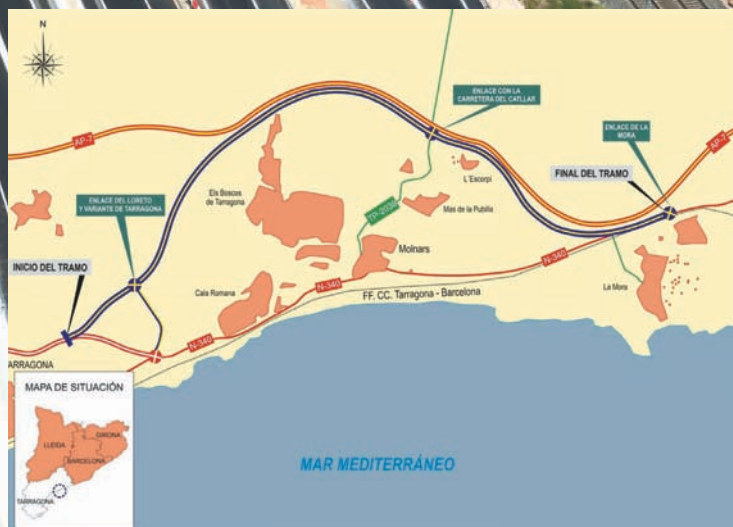 N
ENLACE CON LA
CARRETERA DEL CATLLAR
AP-7
ENLACE DE LA
MORA
AP-7
FINAL DEL TRAMO
L'Escorpí
Els Boscos
de Tarragona
Mas de la Pubilla
TP-2039
ENLACE DEL LORETO
Y VARIANTE DE TARRAGONA
Molnars
INICIO DEL TRAMO
N-340
Cala Romana
N-340
FF. CC. Tarragona - Barcelona
La Mora
N-340
N-340
ARRAGONA
MAPA DE SITUACIÓN
LLEIDA
GIRONA
BARCELONA
TARRAGONA
MAR MEDITERRÁNEO